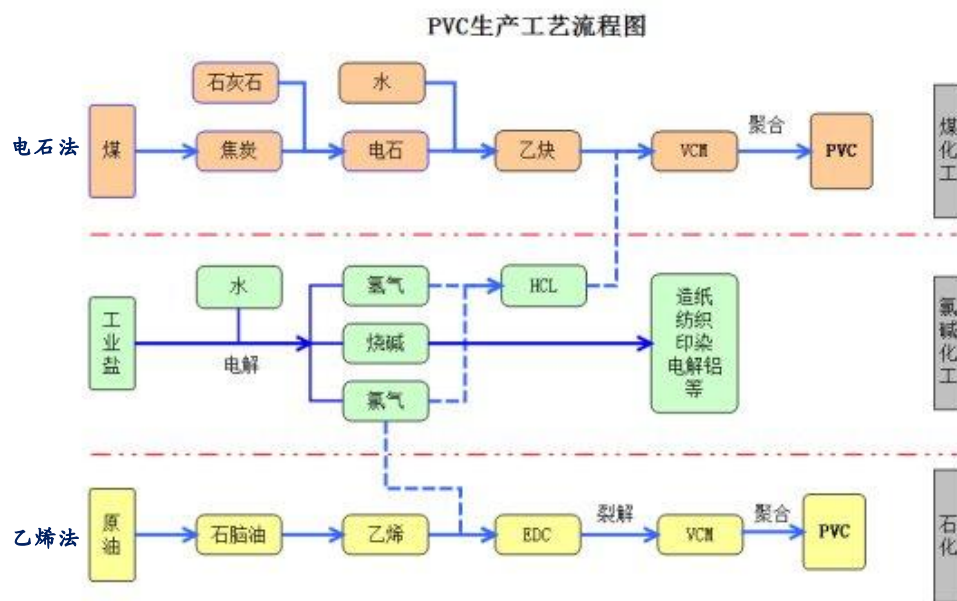 PVC生产工艺流程图
石灰石
水
电石法
煤
焦炭
电石
乙炔
VCM
聚合
PVC
煤化工
水
氢气
HCL
工业盐
电解
烧碱
氯气
造纸
纺织
印染
电解铝
等
氯碱化工
乙烯法
原油
石脑油
乙烯
EDC
裂解
VCM
聚合
PVC
石化